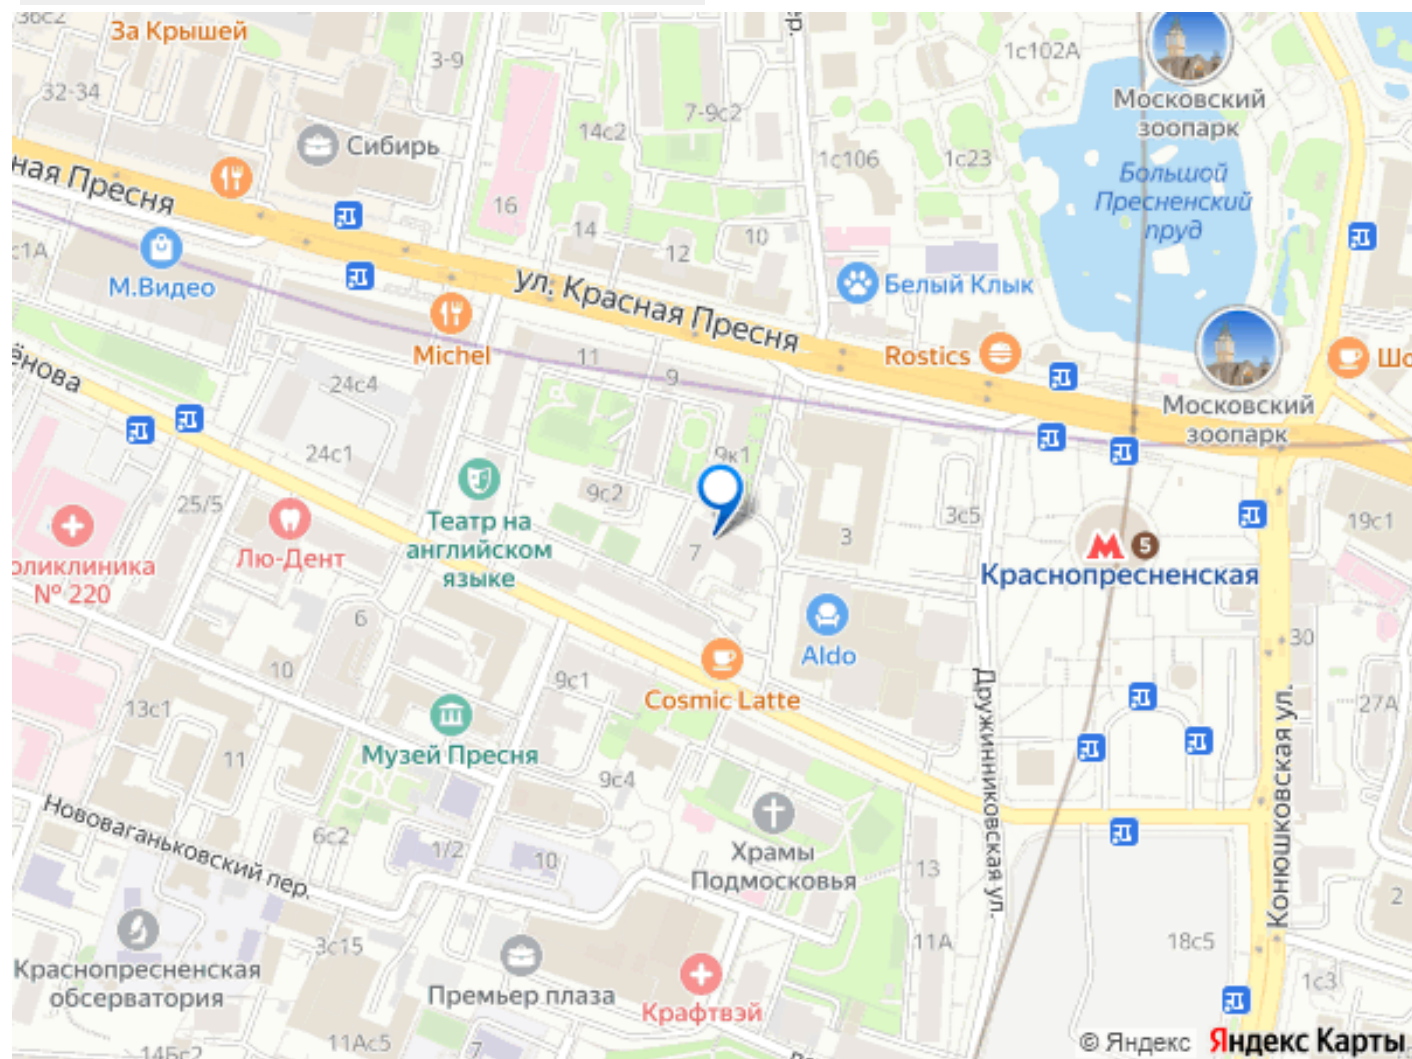 36с2
За Крышей
3-9
32-34
Сибирь
14с2
7-9с2
1с102А
Московский
зоопарк
1с106
1с23
Большой
Пресненский
пруд
ная Пресня
16
14
12
10
с1А
М.Видео
ул. Красная Пресня
Белый Клык
Michel
11
9
Rostics
Шо
Московский
зоопарк
ёнова
24с4
24с1
9к1
25/5
9с2
Театр на
английском
языке
Лю-Дент
оликлиника
№ 220
7
3
3с5
19с1
5
Краснопресненская
6
10
Aldo
30
9с1
Cosmic Latte
Дружинниковская ул.
Конюшковская ул.
27А
13с1
11
Музей Пресня
9с4
Нововаганьковский пер.
6с2
1/2
10
Храмы
Подмосковья
13
2
3с15
11А
18с5
Краснопресненская
обсерватория
Премьер плаза
Крафтвэй
1с3
14Бс2
11Ас5
7
© Яндекс
Яндекс Карты